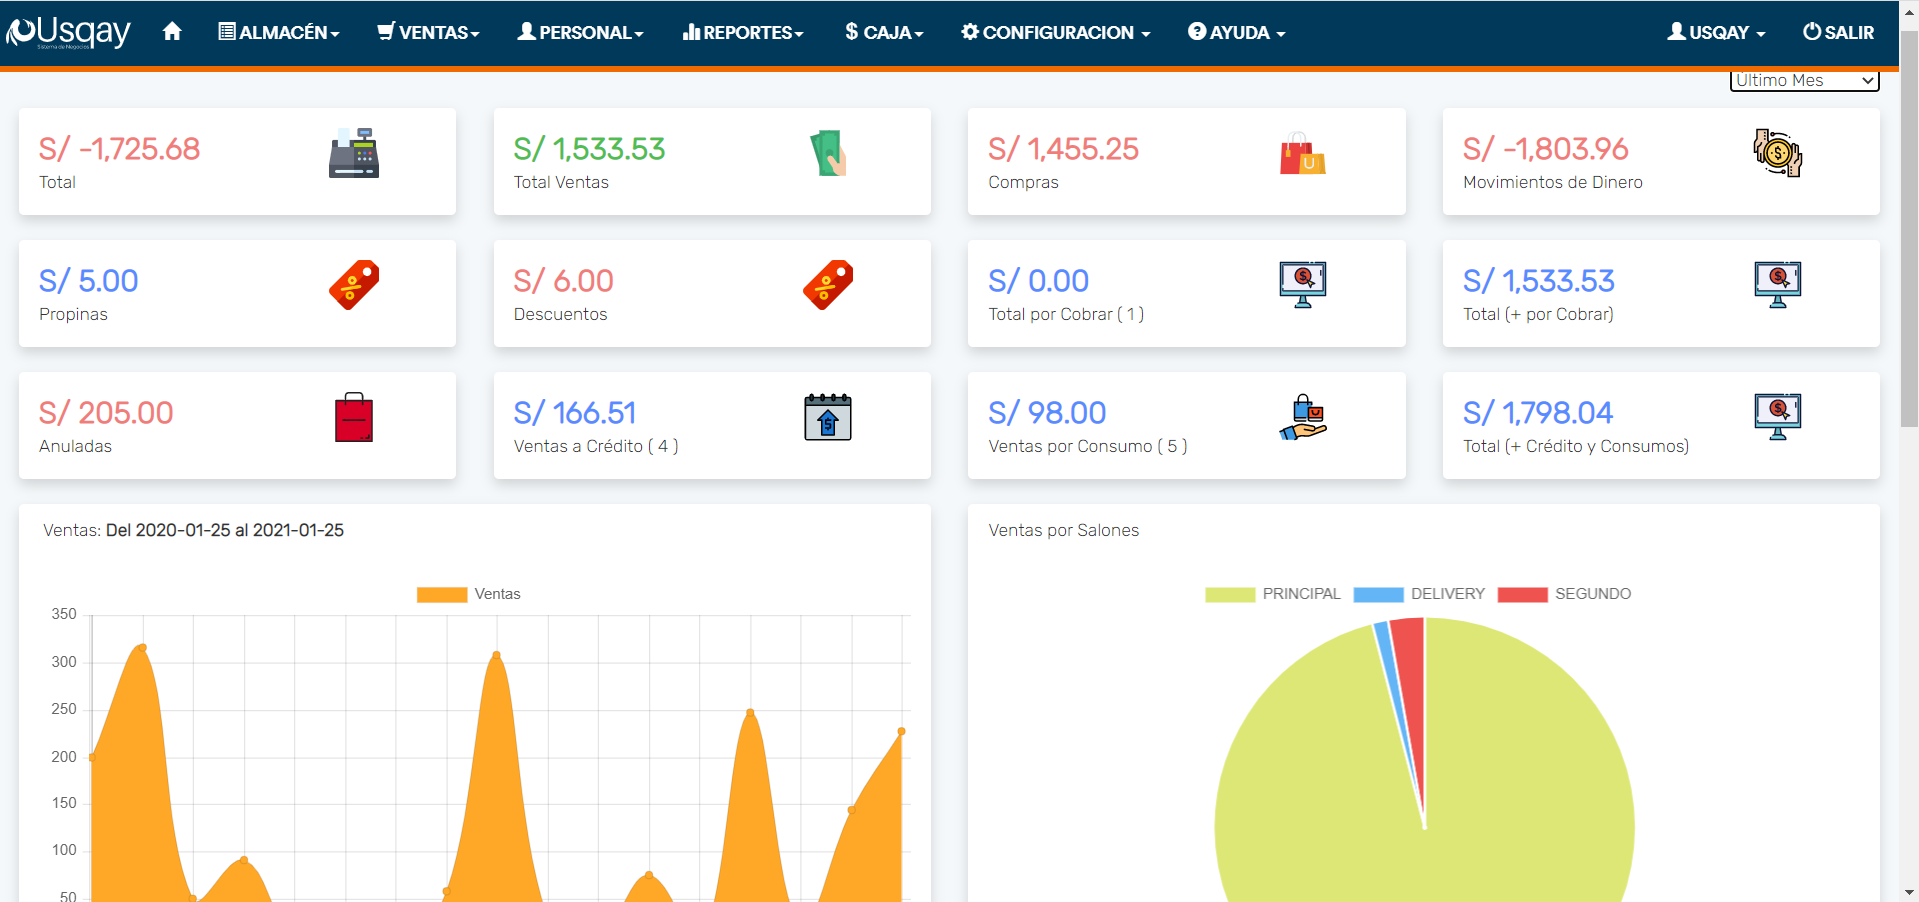 Usqay
Sistema de Negocios
ALMACÉN
VENTAS
PERSONAL
REPORTES
CAJA
CONFIGURACION
AYUDA
USQAY
SALIR
Último Mes
S/ -1,725.68
Total
S/ 1,533.53
Total Ventas
S/ 1,455.25
Compras
S/ -1,803.96
Movimientos de Dinero
S/ 5.00
Propinas
S/ 6.00
Descuentos
S/ 0.00
Total por Cobrar ( 1 )
S/ 1,533.53
Total (+ por Cobrar)
S/ 205.00
Anuladas
S/ 166.51
Ventas a Crédito ( 4 )
S/ 98.00
Ventas por Consumo ( 5 )
S/ 1,798.04
Total (+ Crédito y Consumos)
Ventas: Del 2020-01-25 al 2021-01-25
Ventas
350
300
250
200
150
100
50
Ventas por Salones
PRINCIPAL
DELIVERY
SEGUNDO